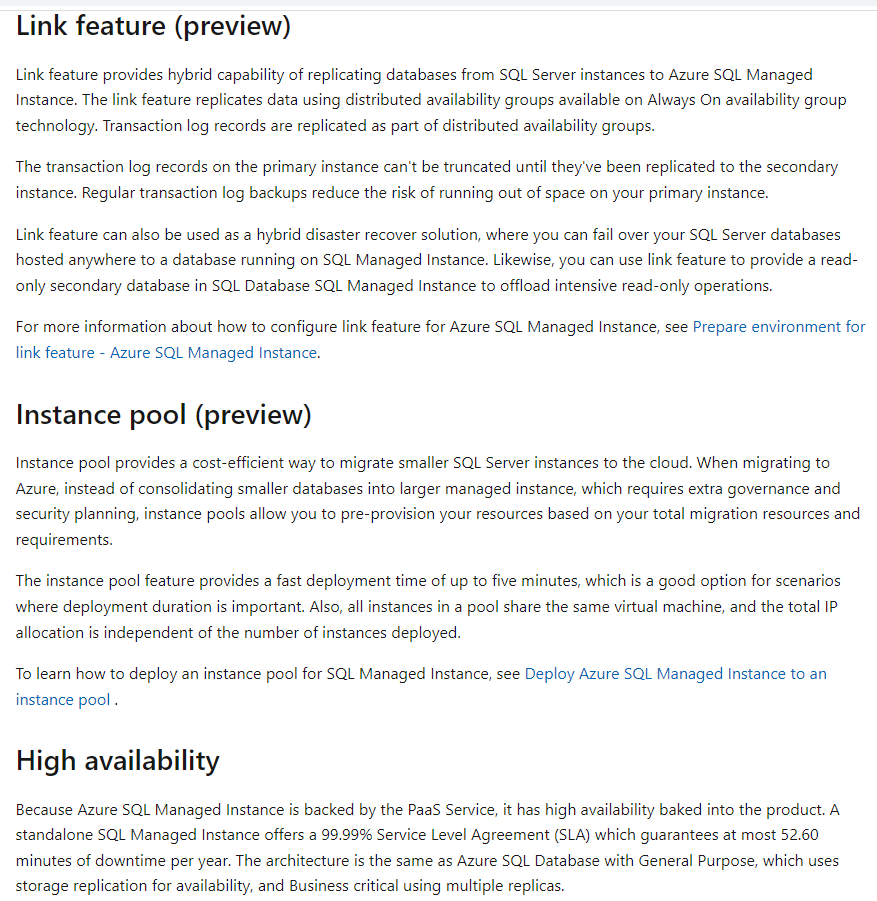 Link feature (preview)
Link feature provides hybrid capability of replicating databases from SQL Server instances to Azure SQL Managed
Instance. The link feature replicates data using distributed availability groups available on Always On availability group
technology. Transaction log records are replicated as part of distributed availability groups.
The transaction log records on the primary instance can't be truncated until they've been replicated to the secondary
instance. Regular transaction log backups reduce the risk of running out of space on your primary instance.
Link feature can also be used as a hybrid disaster recover solution, where you can fail over your SQL Server databases
hosted anywhere to a database running on SQL Managed Instance. Likewise, you can use link feature to provide a read-
only secondary database in SQL Database SQL Managed Instance to offload intensive read-only operations.
For more information about how to configure link feature for Azure SQL Managed Instance, see Prepare environment for
link feature - Azure SQL Managed Instance.
Instance pool (preview)
Instance pool provides a cost-efficient way to migrate smaller SQL Server instances to the cloud. When migrating to
Azure, instead of consolidating smaller databases into larger managed instance, which requires extra governance and
security planning, instance pools allow you to pre-provision your resources based on your total migration resources and
requirements.
The instance pool feature provides a fast deployment time of up to five minutes, which is a good option for scenarios
where deployment duration is important. Also, all instances in a pool share the same virtual machine, and the total IP
allocation is independent of the number of instances deployed.
To learn how to deploy an instance pool for SQL Managed Instance, see Deploy Azure SQL Managed Instance to an
instance pool .
High availability
Because Azure SQL Managed Instance is backed by the PaaS Service, it has high availability baked into the product. A
standalone SQL Managed Instance offers a 99.99% Service Level Agreement (SLA) which guarantees at most 52.60
minutes of downtime per year. The architecture is the same as Azure SQL Database with General Purpose, which uses
storage replication for availability, and Business critical using multiple replicas.